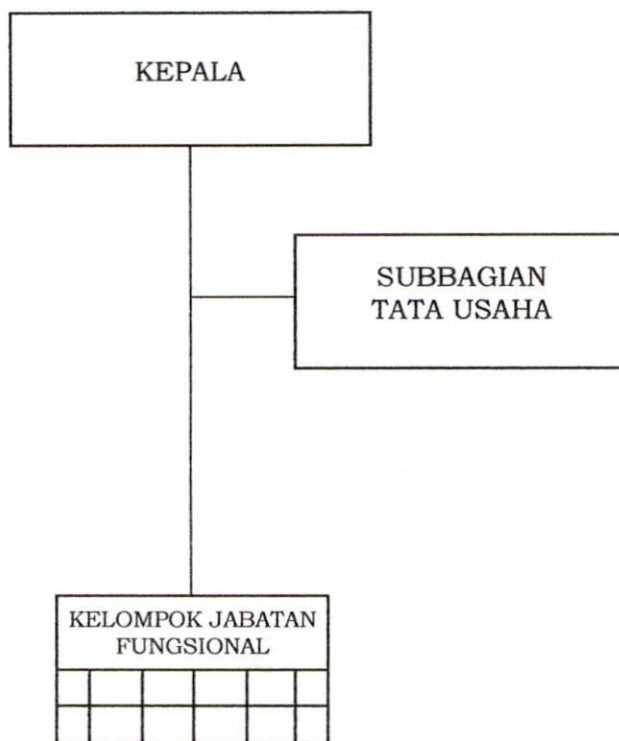 KEPALA
SUBBAGIAN
TATA USAHA
KELOMPOK JABATAN
FUNGSIONAL